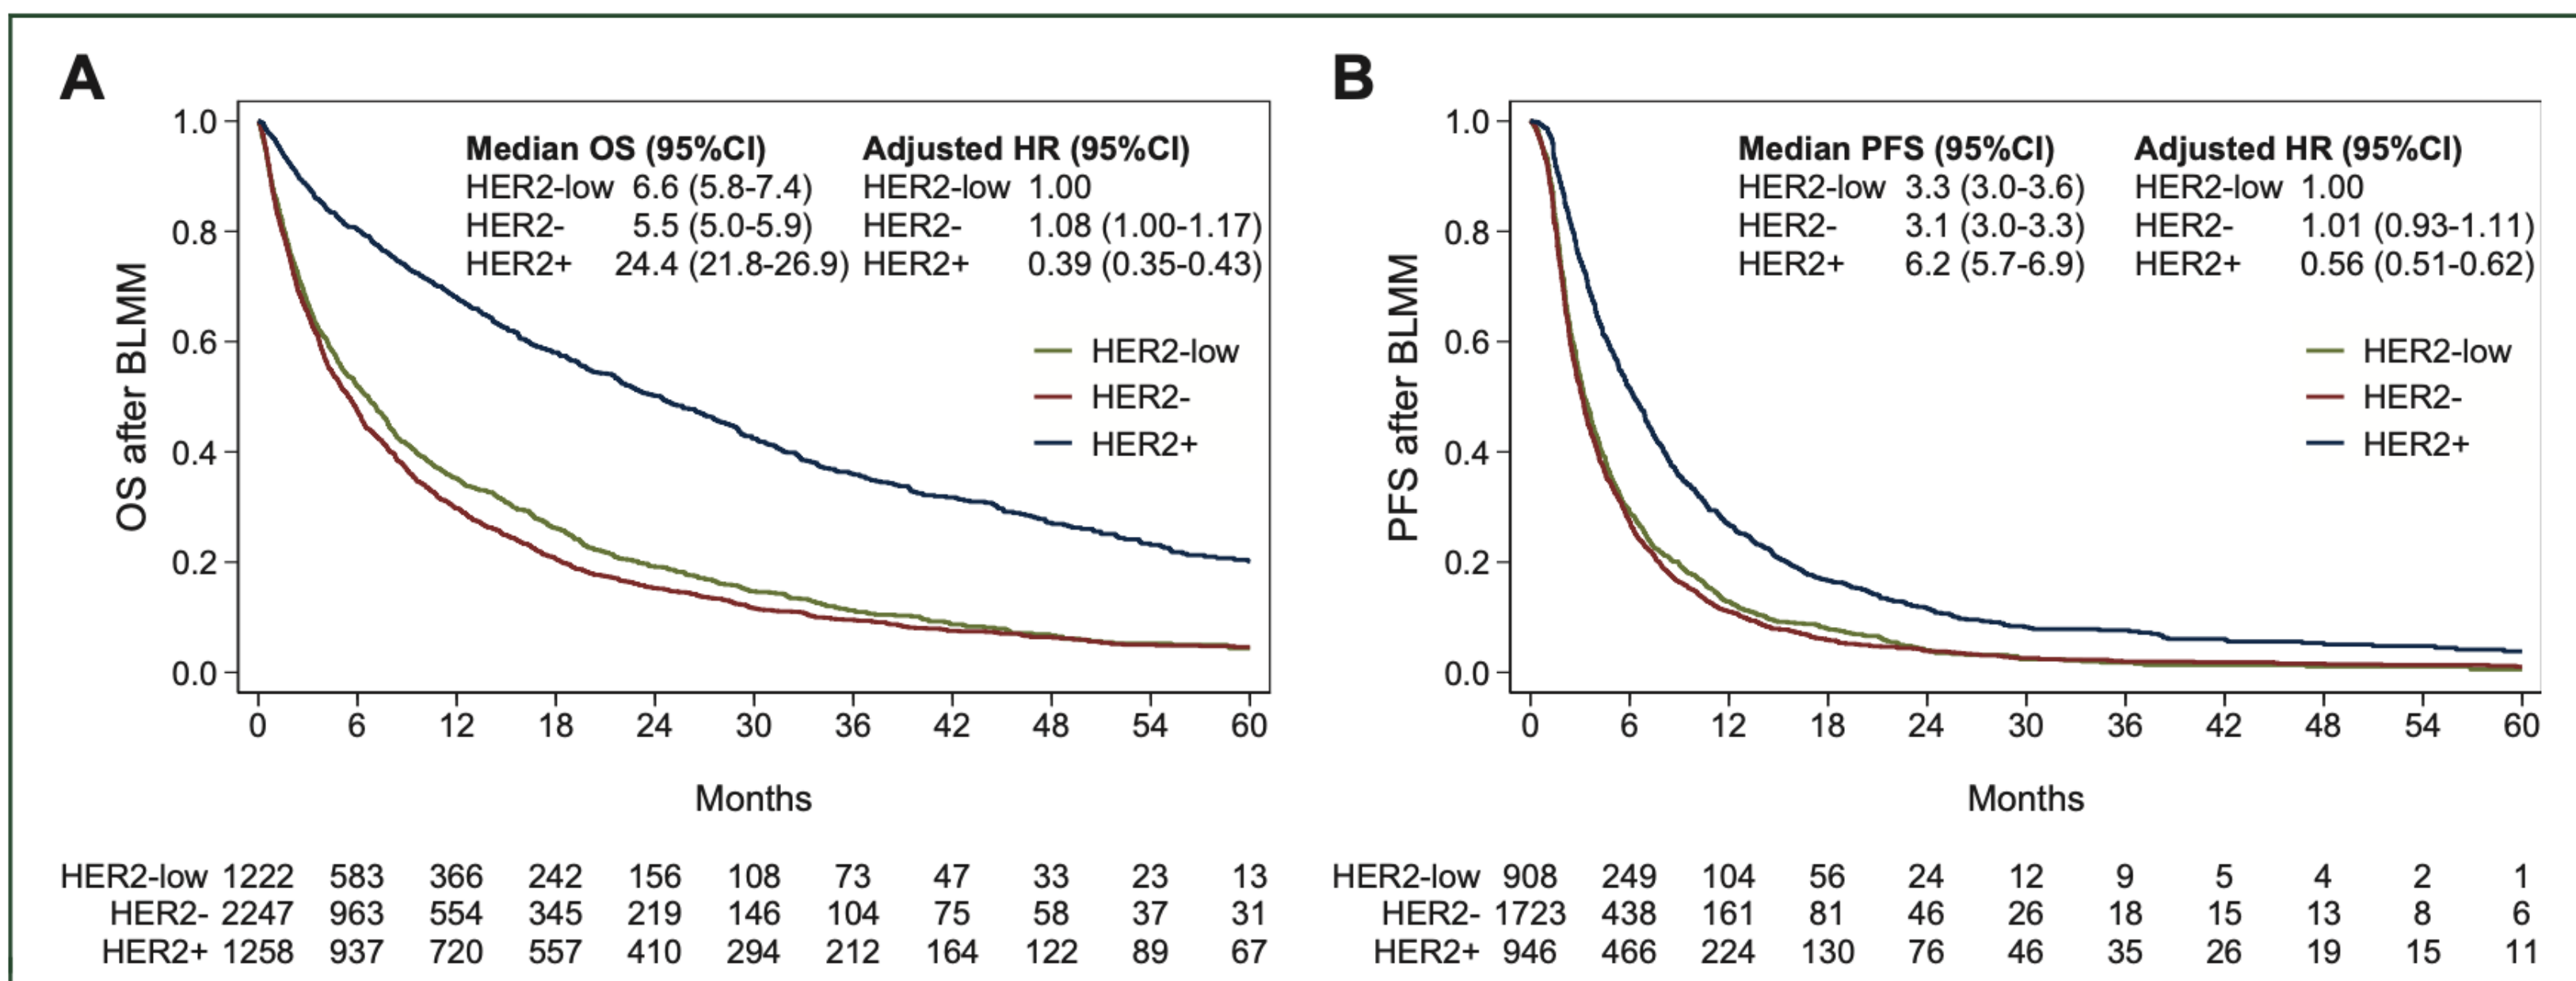 A
OS after BLMM
1.0
0.8
0.6
0.4
0.2
0.0
Median OS (95%CI) Adjusted HR (95%CI)
HER2-low 6.6 (5.8-7.4) HER2-low 1.00
HER2- 5.5 (5.0-5.9) HER2- 1.08 (1.00-1.17)
HER2+ 24.4 (21.8-26.9) HER2+ 0.39 (0.35-0.43)
HER2-low
HER2-
HER2+
0 6 12 18 24 30 36 42 48 54 60
Months
HER2-low 1222 583 366 242 156 108 73 47 33 23 13
HER2- 2247 963 554 345 219 146 104 75 58 37 31
HER2+ 1258 937 720 557 410 294 212 164 122 89 67
B
PFS after BLMM
1.0
0.8
0.6
0.4
0.2
0.0
Median PFS (95%CI) Adjusted HR (95%CI)
HER2-low 3.3 (3.0-3.6) HER2-low 1.00
HER2- 3.1 (3.0-3.3) HER2- 1.01 (0.93-1.11)
HER2+ 6.2 (5.7-6.9) HER2+ 0.56 (0.51-0.62)
HER2-low
HER2-
HER2+
0 6 12 18 24 30 36 42 48 54 60
Months
HER2-low 908 249 104 56 24 12 9 5 4 2 1
HER2- 1723 438 161 81 46 26 18 15 13 8 6
HER2+ 946 466 224 130 76 46 35 26 19 15 11